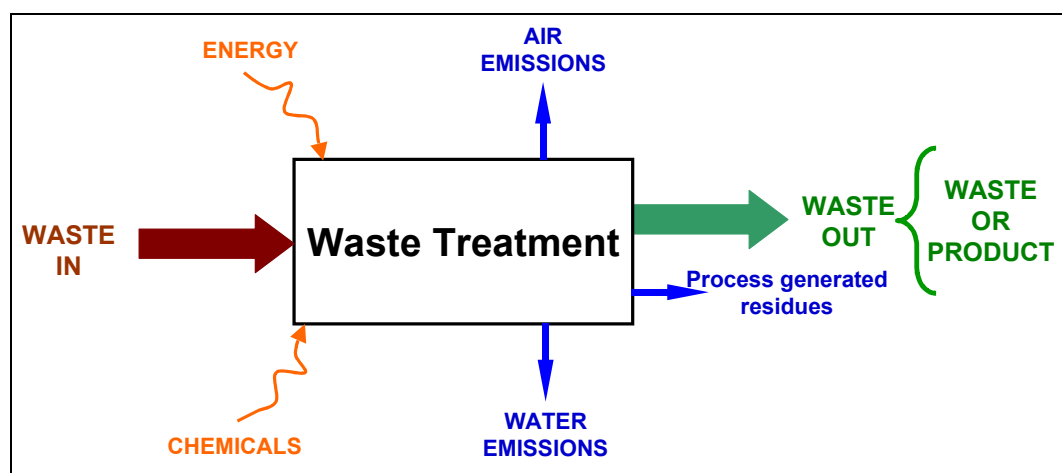 ENERGY
AIR
EMISSIONS
WASTE
IN
Waste Treatment
WASTE
OUT
WASTE
OR
PRODUCT
Process generated
residues
CHEMICALS
WATER
EMISSIONS